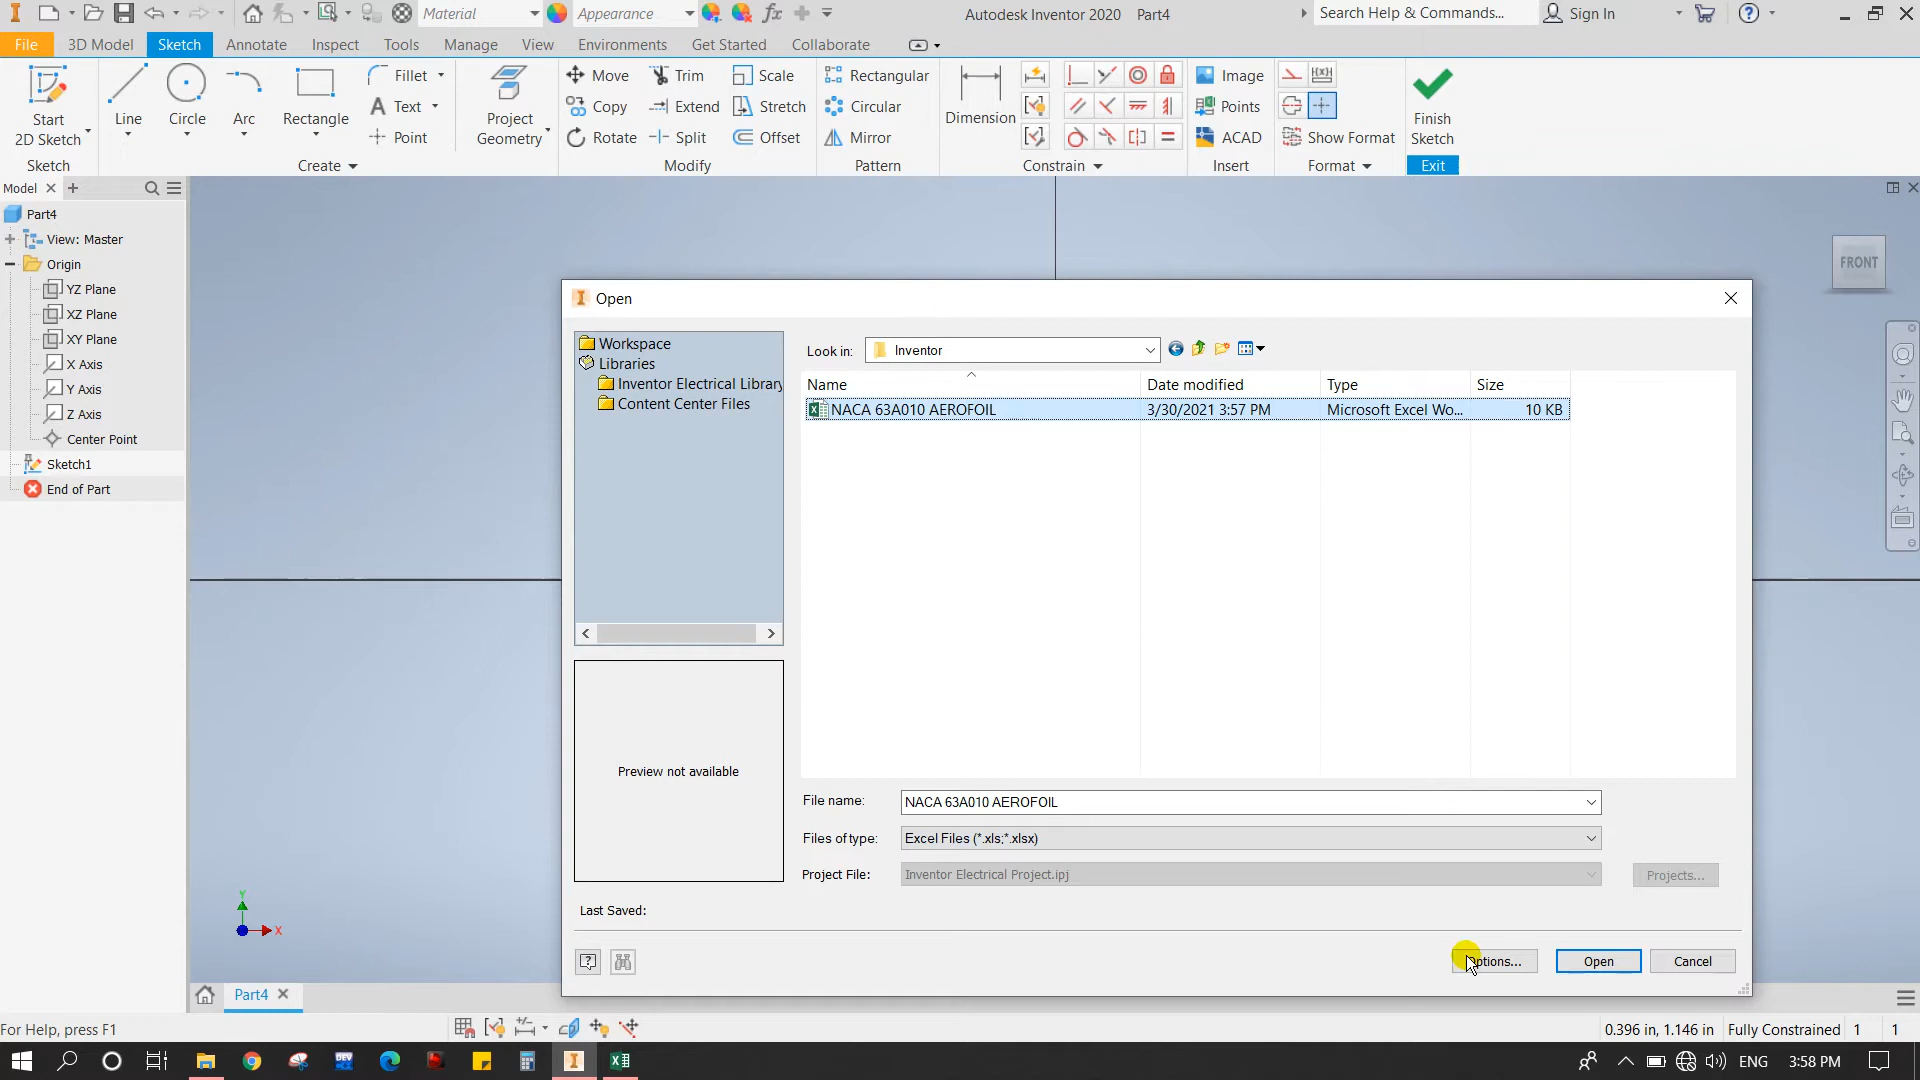 Material
Appearance
Autodesk Inventor 2020 Part4
Search Help & Commands...
Sign In
File
3D Model
Sketch
Annotate
Inspect
Tools
Manage
View
Environments
Get Started
Collaborate
Start
2D Sketch
Line
Circle
Arc
Rectangle
Fillet
Text
Point
Project
Geometry
Move
Copy
Rotate
Trim
Extend
Split
Scale
Stretch
Offset
Rectangular
Circular
Mirror
Dimension
Image
Points
ACAD
Show Format
Finish
Sketch
Sketch
Create
Modify
Pattern
Constrain
Insert
Format
Exit
Model
Part4
View: Master
Origin
YZ Plane
XZ Plane
XY Plane
X Axis
Y Axis
Z Axis
Center Point
Sketch1
End of Part
FRONT
Open
Workspace
Libraries
Inventor Electrical Library
Content Center Files
Look in:
Inventor
Name
Date modified
Type
Size
NACA 63A010 AEROFOIL
3/30/2021 3:57 PM
Microsoft Excel Wo...
10 KB
Preview not available
File name:
NACA 63A010 AEROFOIL
Files of type:
Excel Files (*.xls;*.xlsx)
Project File:
Inventor Electrical Project.ipj
Projects...
Last Saved:
Open
Cancel
Y
X
Part4
For Help, press F1
0.396 in, 1.146 in
Fully Constrained
1
1
DEV
ENG
3:58 PM